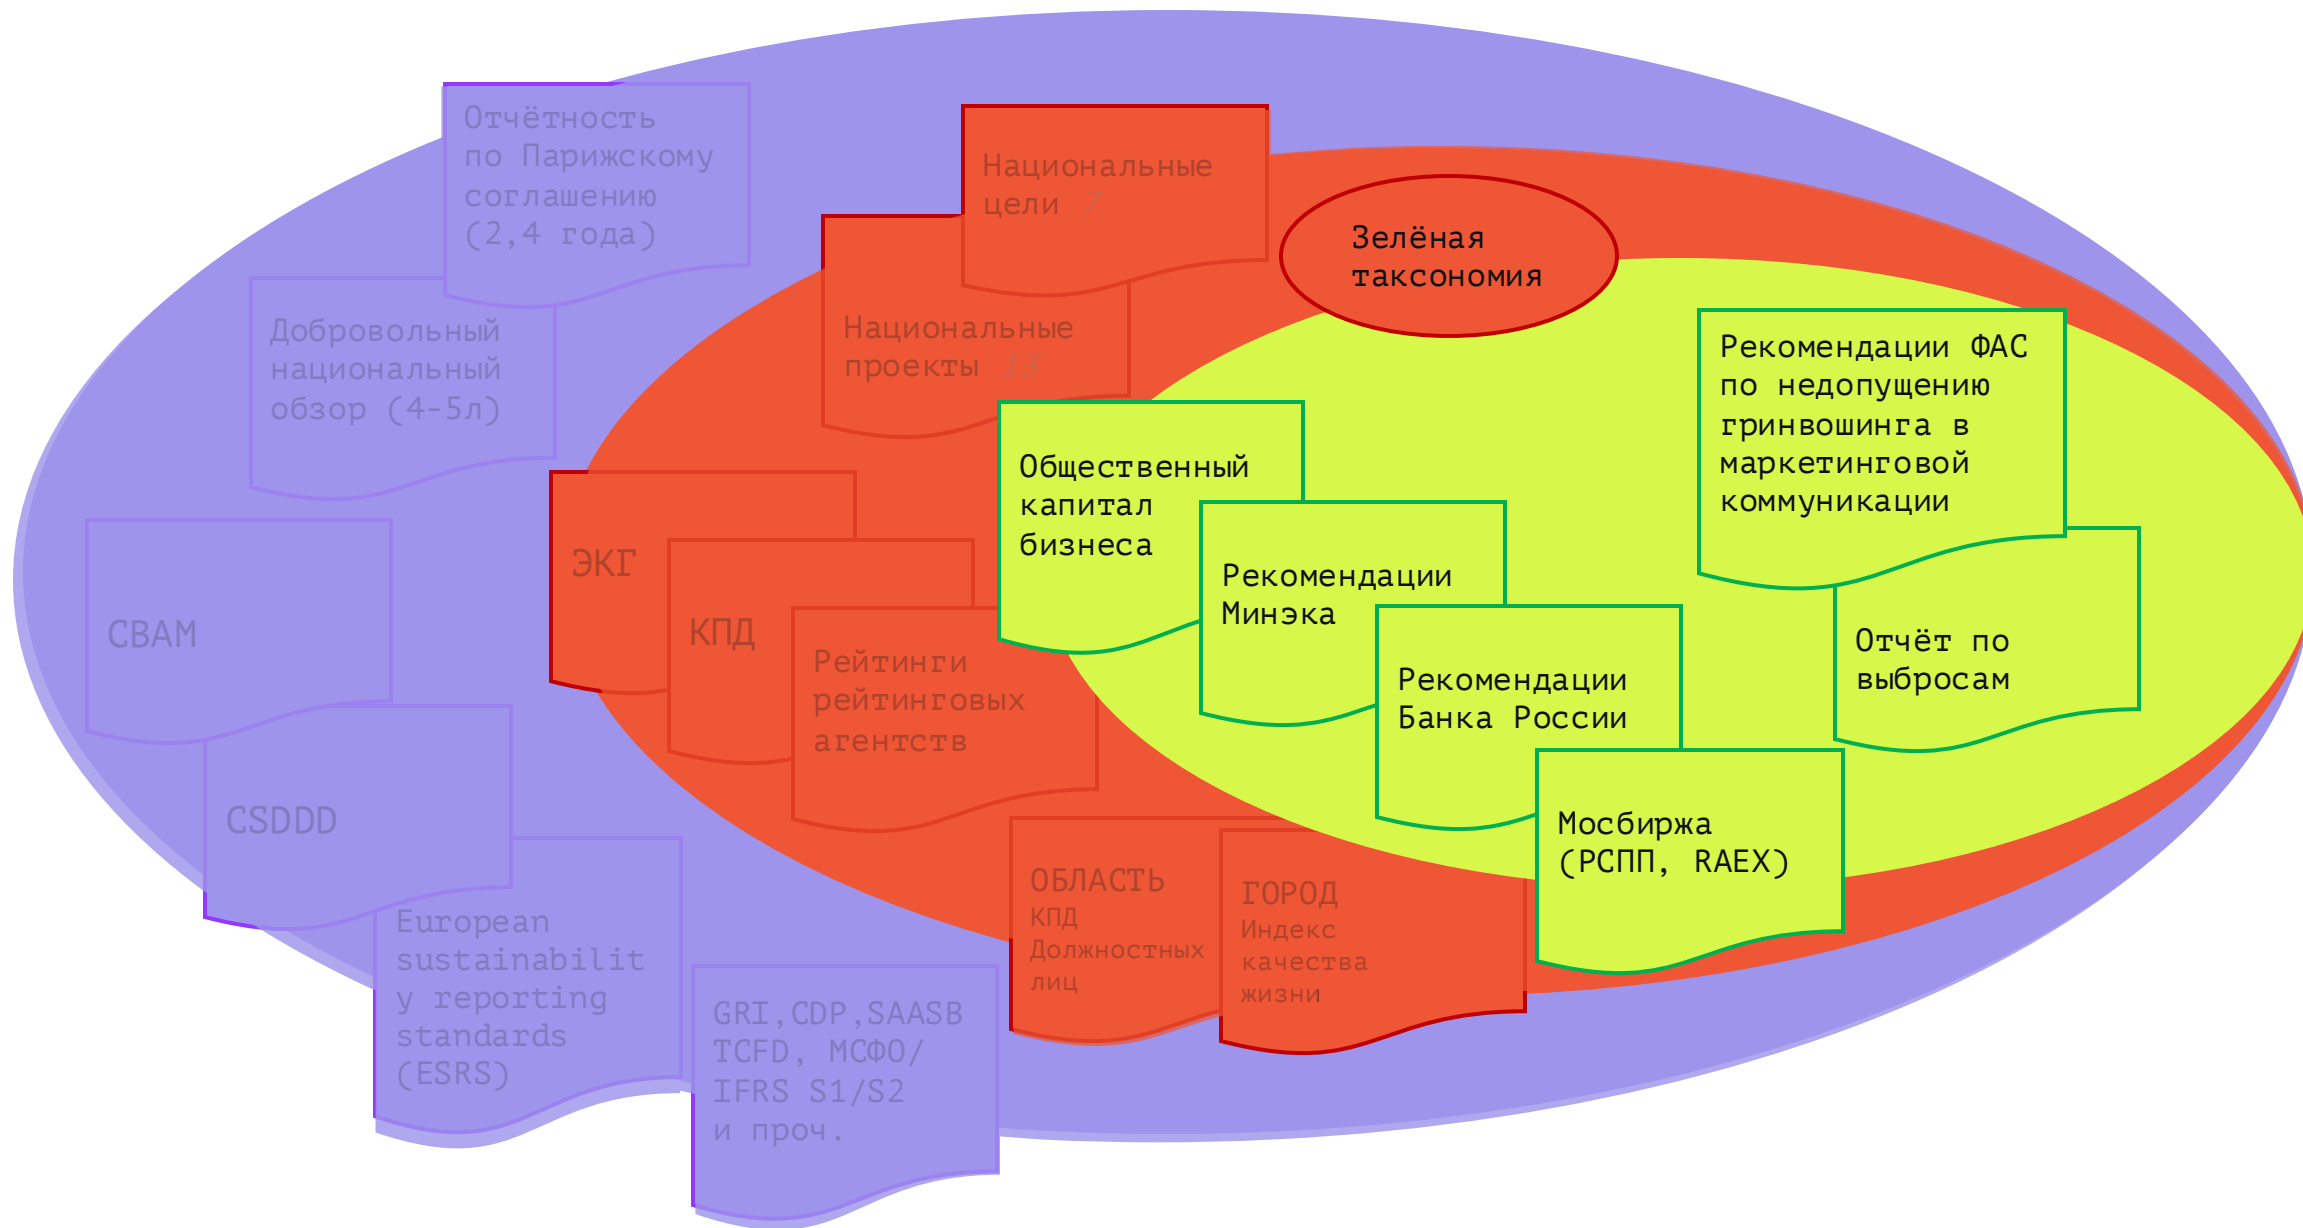 Отчётность
по Парижскому
соглашению
(2,4 года)
Добровольный
национальный
обзор (4-5л)
CBAM
CSDDD
European
sustainabilit
y reporting
standards
(ESRS)
GRI,CDP,SAASB
TCFD, МСФО/
IFRS S1/S2
и проч.
Национальные
цели 7
Национальные
проекты 13
ЭКГ
КПД
Рейтинги
рейтинговых
агентств
ОБЛАСТЬ
КПД
Должностных
лиц
ГОРОД
Индекс
качества
жизни
Зелёная
таксономия
Общественный
капитал
бизнеса
Рекомендации
Минэка
Рекомендации
Банка России
Мосбиржа
(РСПП, RAEX)
Рекомендации ФАС
по недопущению
гринвошинга в
маркетинговой
коммуникации
Отчёт по
выбросам